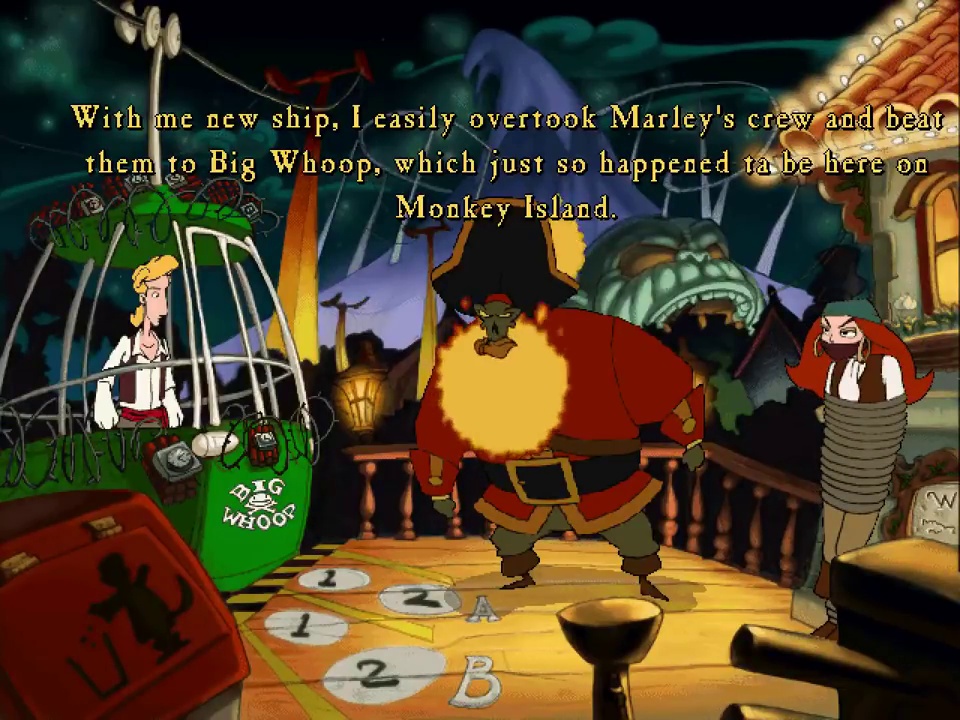 With me new ship, I easily overtook Marley's crew and beat
them to Big Whoop, which just so happened ta be here on
Monkey Island.
BIG
WHOOP
1
2
A
1
2
B
W